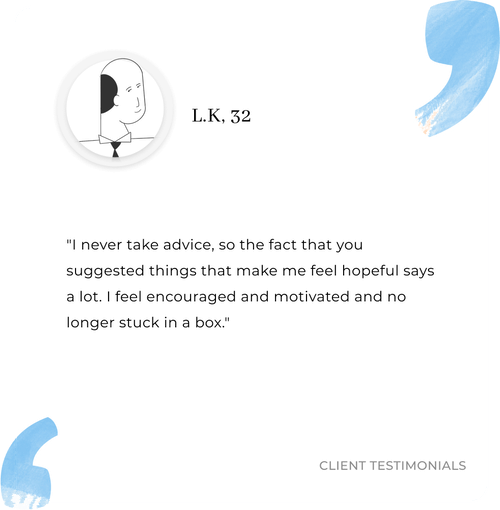 L.K, 32
"I never take advice, so the fact that you
suggested things that make me feel hopeful says
a lot. I feel encouraged and motivated and no
longer stuck in a box."
CLIENT TESTIMONIALS